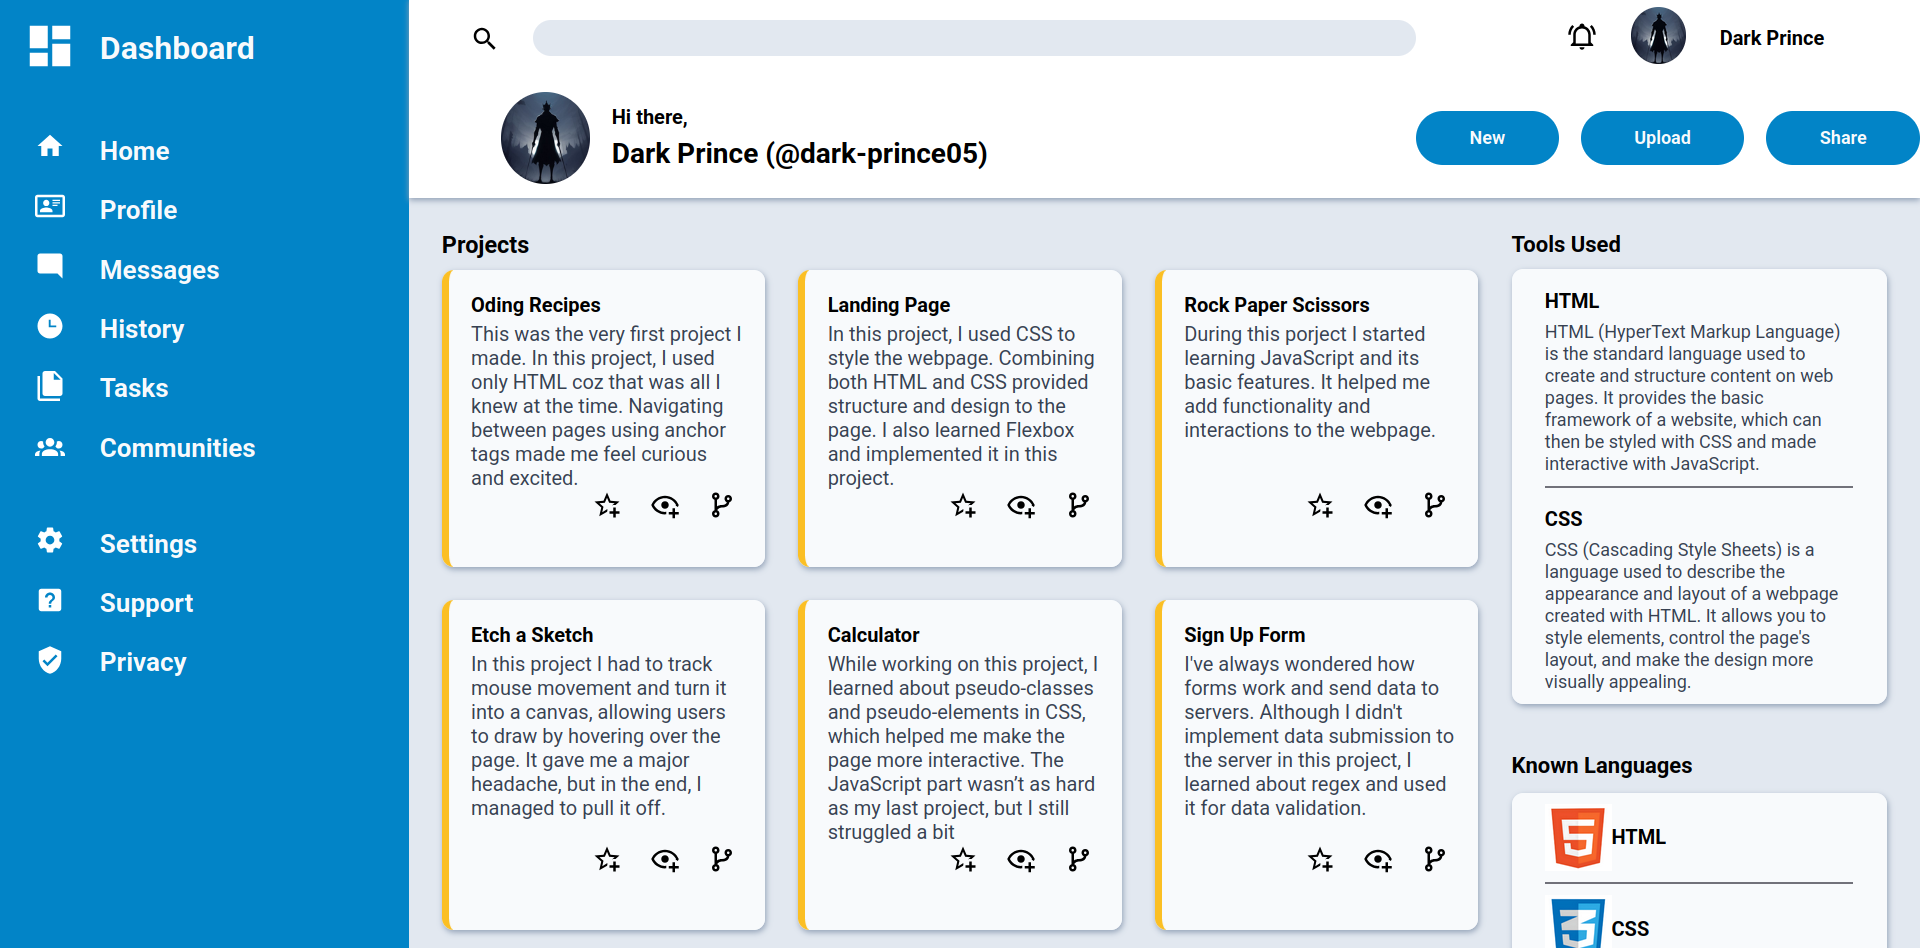 Dashboard
Home
Profile
Messages
History
Tasks
Communities
Settings
Support
Privacy
Dark Prince
Hi there,
Dark Prince (@dark-prince05)
New
Upload
Share
Projects
Oding Recipes
This was the very first project I
made. In this project, I used
only HTML coz that was all I
knew at the time. Navigating
between pages using anchor
tags made me feel curious
and excited.
Landing Page
In this project, I used CSS to
style the webpage. Combining
both HTML and CSS provided
structure and design to the
page. I also learned Flexbox
and implemented it in this
project.
Rock Paper Scissors
During this porject I started
learning JavaScript and its
basic features. It helped me
add functionality and
interactions to the webpage.
Etch a Sketch
In this project I had to track
mouse movement and turn it
into a canvas, allowing users
to draw by hovering over the
page. It gave me a major
headache, but in the end, I
managed to pull it off.
Calculator
While working on this project, I
learned about pseudo-classes
and pseudo-elements in CSS,
which helped me make the
page more interactive. The
JavaScript part wasn’t as hard
as my last project, but I still
struggled a bit
Sign Up Form
I've always wondered how
forms work and send data to
servers. Although I didn't
implement data submission to
the server in this project, I
learned about regex and used
it for data validation.
Tools Used
HTML
HTML (HyperText Markup Language)
is the standard language used to
create and structure content on web
pages. It provides the basic
framework of a website, which can
then be styled with CSS and made
interactive with JavaScript.
CSS
CSS (Cascading Style Sheets) is a
language used to describe the
appearance and layout of a webpage
created with HTML. It allows you to
style elements, control the page's
layout, and make the design more
visually appealing.
Known Languages
HTML
CSS